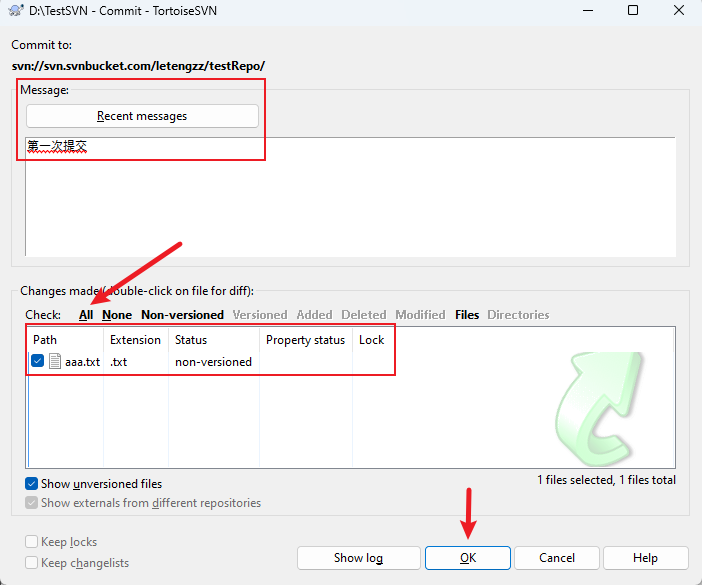 D:\TestSVN - Commit - TortoiseSVN
Commit to:
svn://svn.svnbucket.com/letengzz/testRepo/
Message:
Recent messages
第一次提交
Changes made (double-click on file for diff):
Check: All None Non-versioned Versioned Added Deleted Modified Files Directories
Path Extension Status Property status Lock
aaa.txt .txt non-versioned
Show unversioned files 1 files selected, 1 files total
Show externals from different repositories
Keep locks
Keep changelists
Show log OK Cancel Help